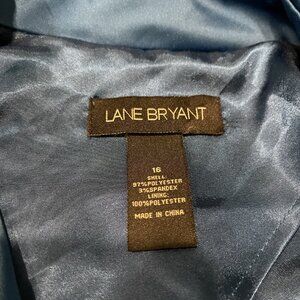 LANE BRYANT
16
SHELL:
97%POLYESTER
3%SPANDEX
LINING:
100%POLYESTER
MADE IN CHINA